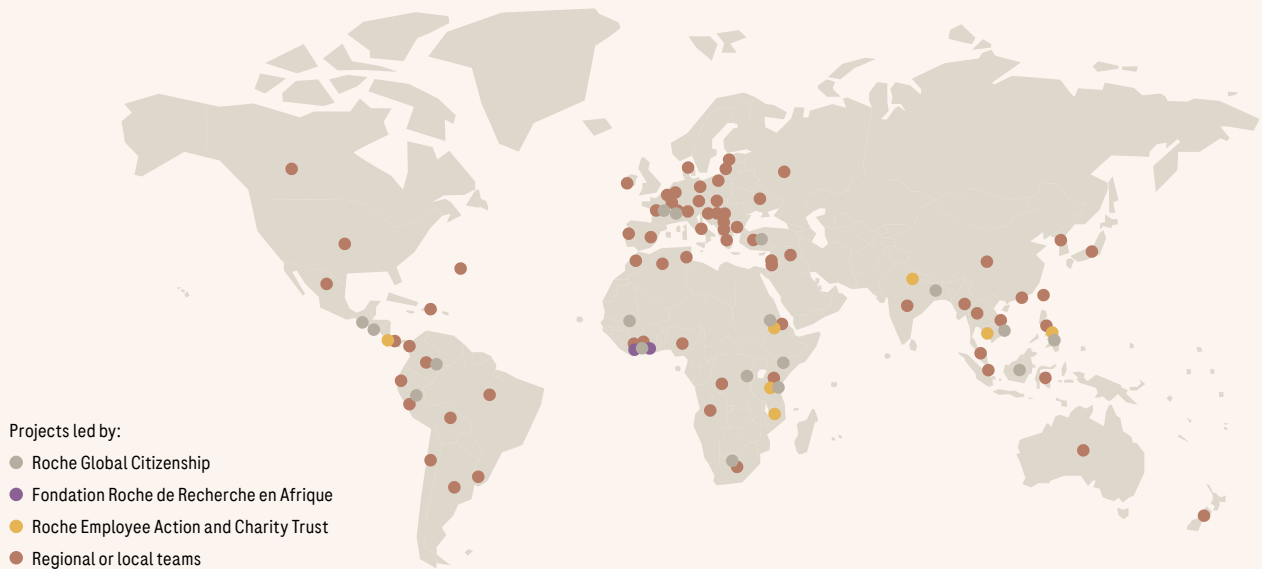 Projects led by:
Roche Global Citizenship
Fondation Roche de Recherche en Afrique
Roche Employee Action and Charity Trust
Regional or local teams